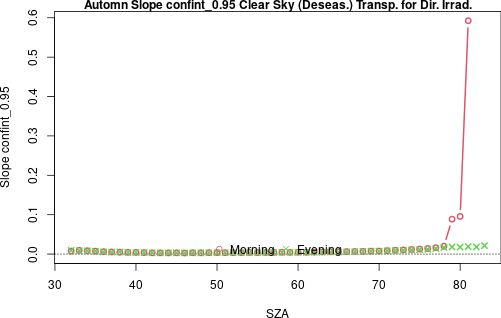 Automn Slope confint_0.95 Clear Sky (Deseas.) Transp. for Dir. Irrad.
Slope confint_0.95
0.6
0.5
0.4
0.3
0.2
0.1
0.0
Morning Evening
30 40 50 60 70 80
SZA